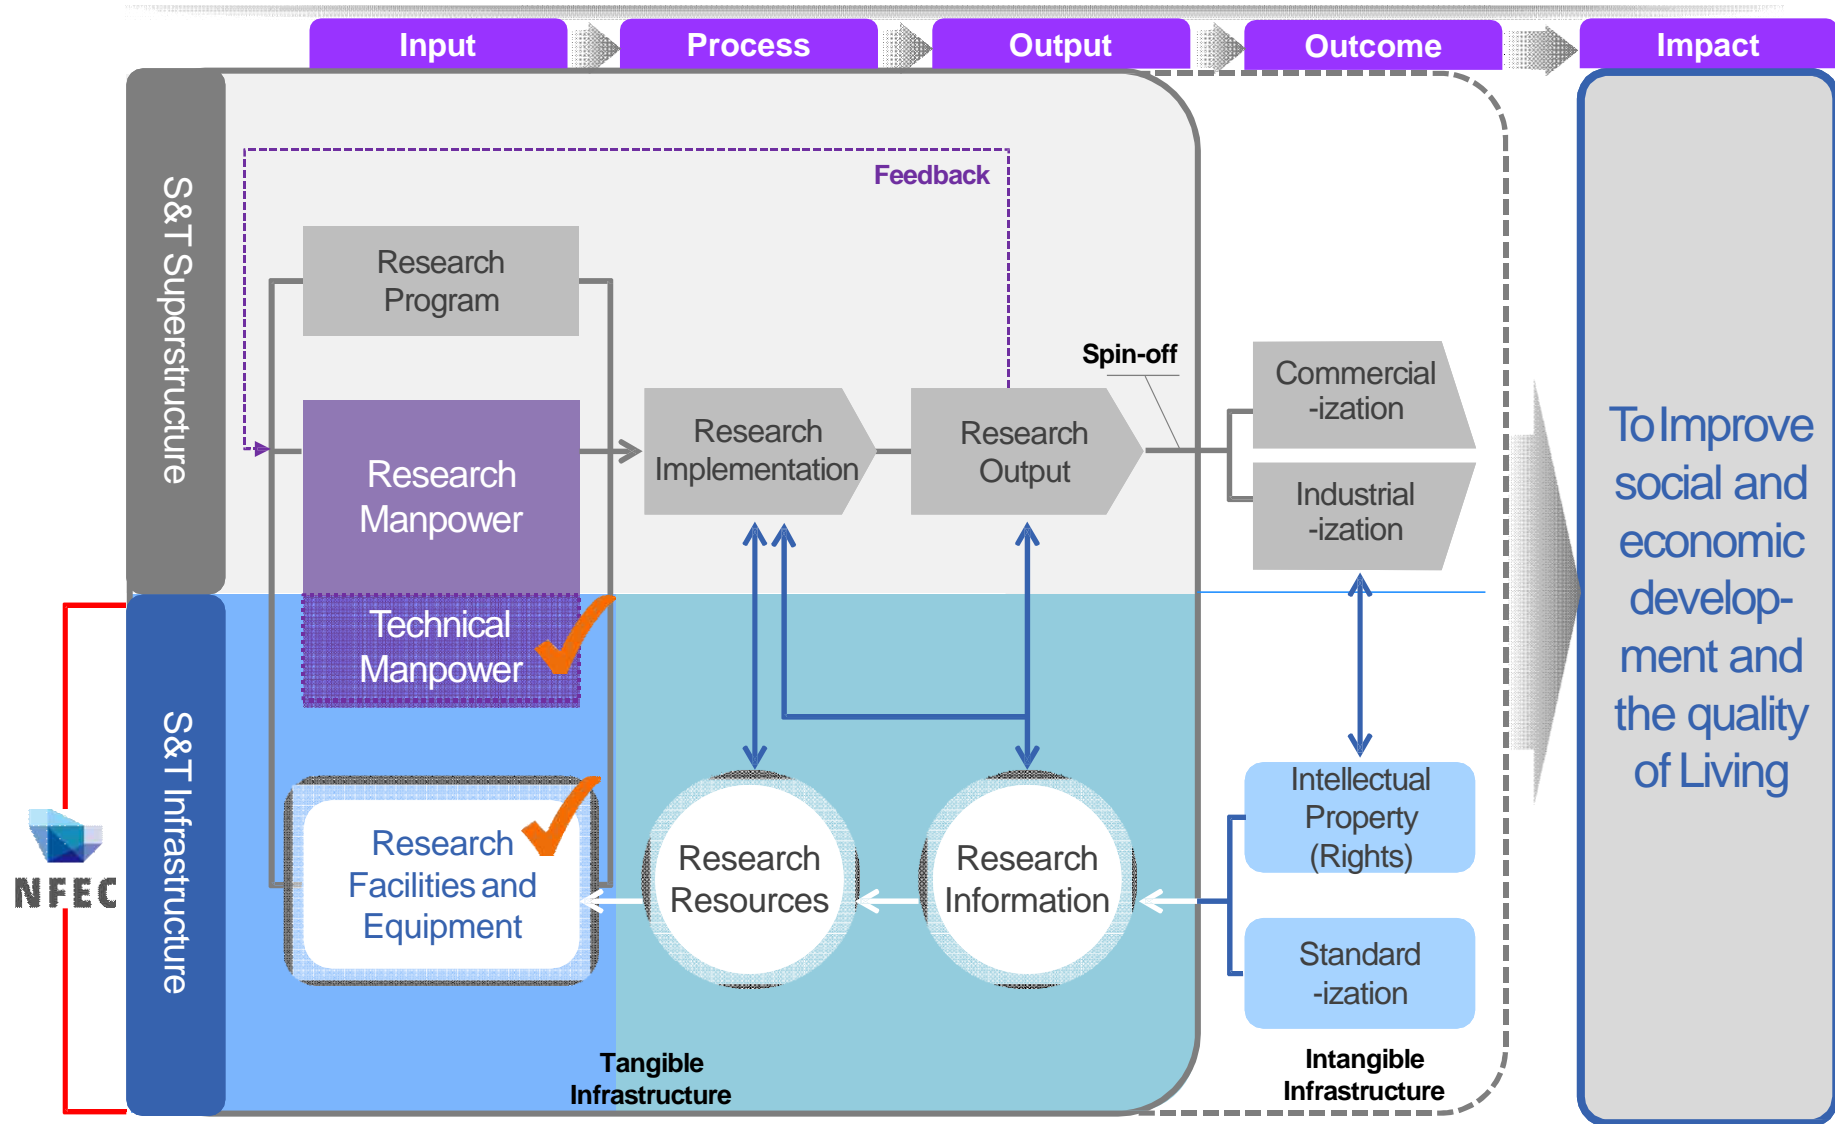 Input
Process
Output
Outcome
Impact
S&T Superstructure
Feedback
Research
Program
Spin-off
Commercial
-ization
Research
Manpower
Research
Implementation
Research
Output
Industrial
-ization
To Improve
social and
economic
develop-
ment and
the quality
of Living
Technical
Manpower
S&T Infrastructure
NFEC
Research
Facilities and
Equipment
Research
Resources
Research
Information
Intellectual
Property
(Rights)
Standard
-ization
Tangible
Infrastructure
Intangible
Infrastructure